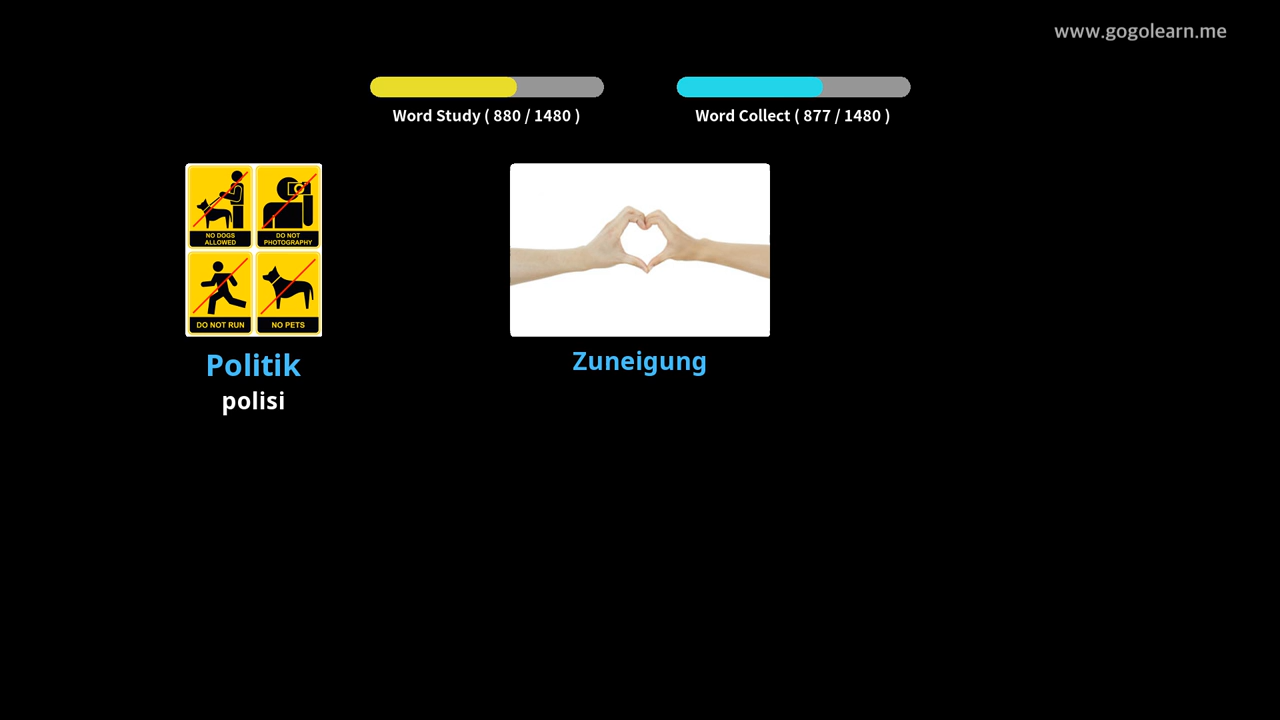 www.gogolearn.me
Word Study ( 880 / 1480 )
Word Collect ( 877 / 1480 )
NO DOGS
ALLOWED
DO NOT
PHOTOGRAPHY
DO NOT RUN
NO PETS
Politik
polisi
Zuneigung